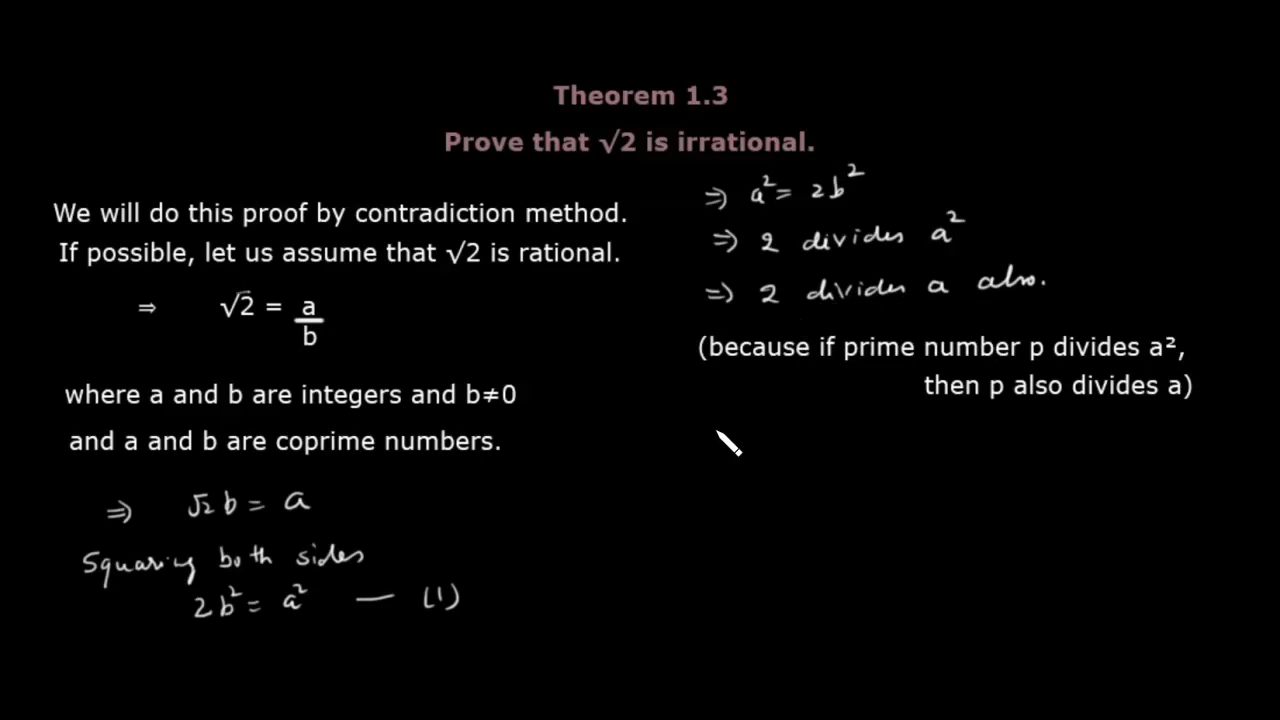 Theorem 1.3
Prove that √2 is irrational.
We will do this proof by contradiction method.
If possible, let us assume that √2 is rational.
⇒ √2 = a/b
where a and b are integers and b≠0
and a and b are coprime numbers.
⇒ √2 b = a
Squaring both sides
2b² = a² — (1)
⇒ a² = 2b²
⇒ 2 divides a²
⇒ 2 divides a also.
(because if prime number p divides a²,
then p also divides a)